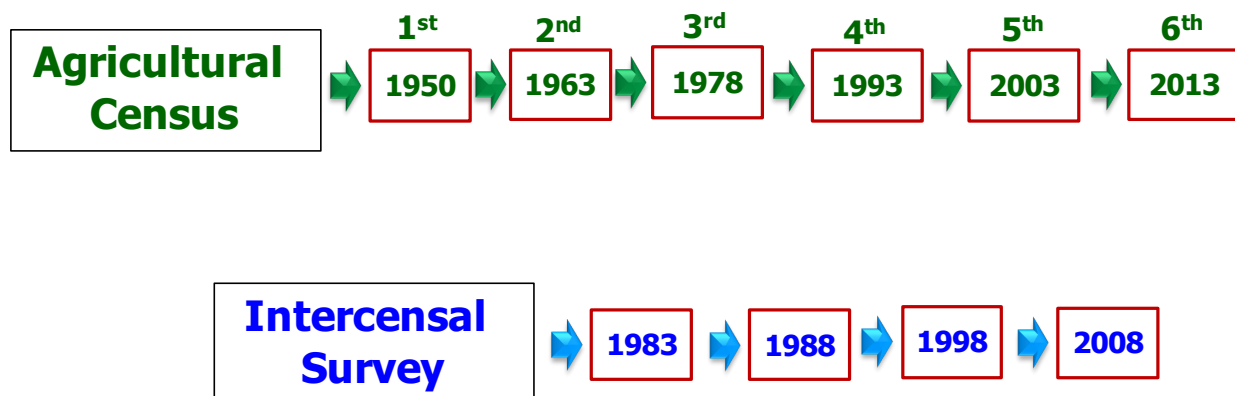 1st 2nd 3rd 4th 5th 6th
Agricultural
Census
1950 1963 1978 1993 2003 2013
Intercensal
Survey
1983 1988 1998 2008